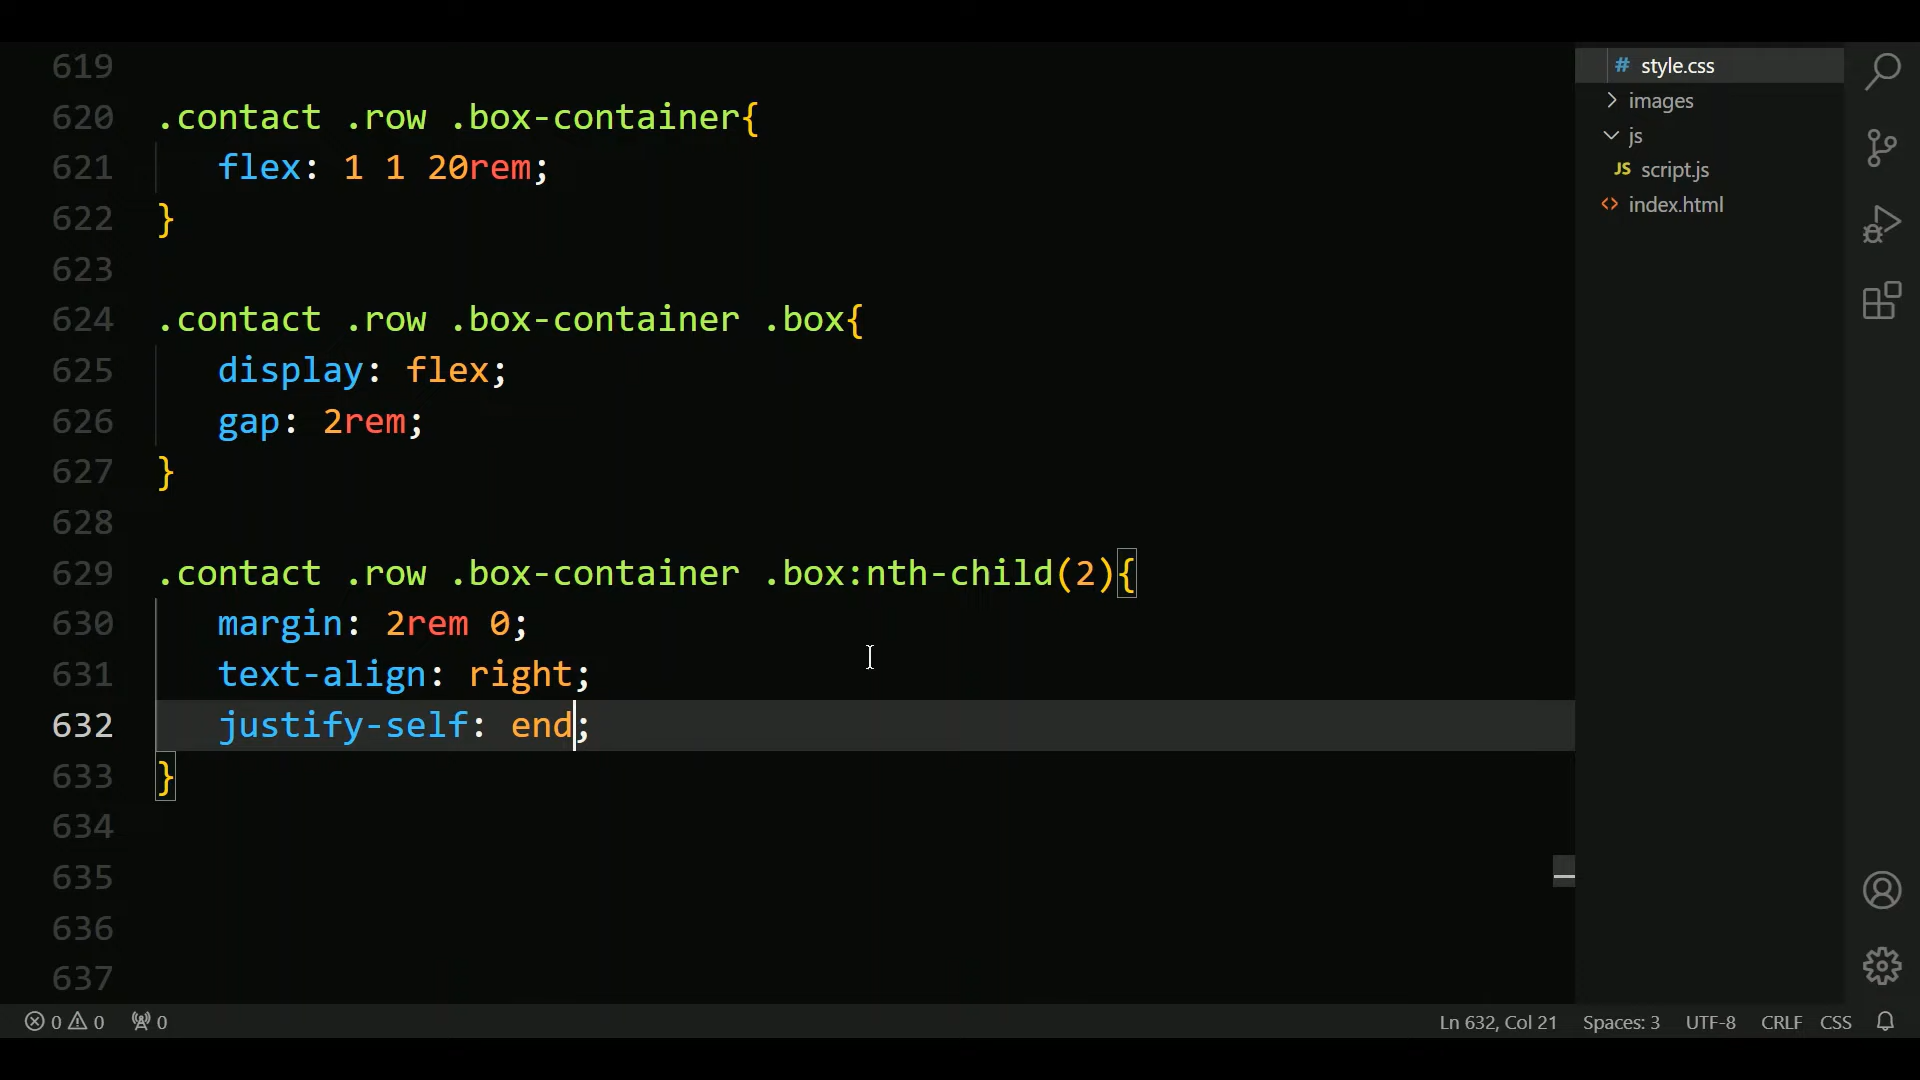 619
620 .contact .row .box-container{
621 flex: 1 1 20rem;
622 }
623
624 .contact .row .box-container .box{
625 display: flex;
626 gap: 2rem;
627 }
628
629 .contact .row .box-container .box:nth-child(2){
630 margin: 2rem 0;
631 text-align: right;
632 justify-self: end;
633 }
634
635
636
637
# style.css
images
js
JS script.js
index.html
0 0 0
Ln 632, Col 21 Spaces: 3 UTF-8 CRLF CSS